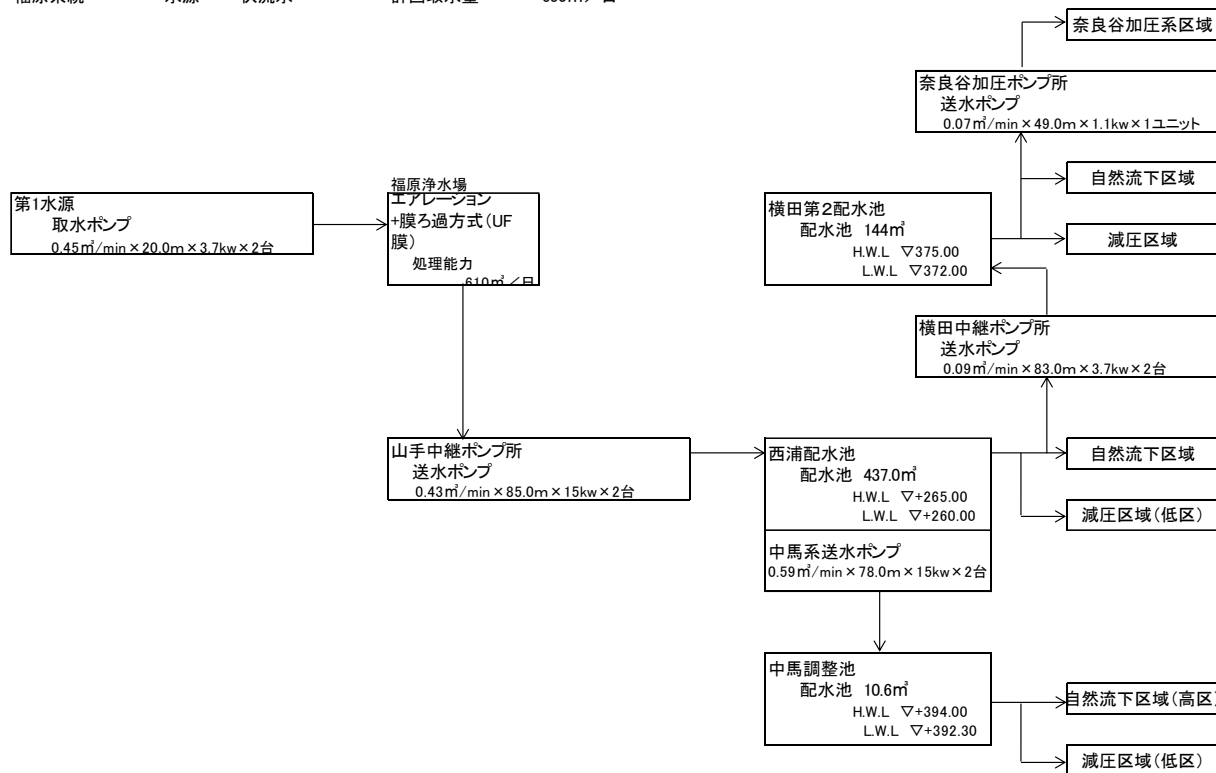 奈良谷加圧系区域
奈良谷加圧ポンプ所
送水ポンプ
0.07㎥/min×49.0m×1.1kw×1ユニット
自然流下区域
減圧区域
福原浄水場
エアレーション
+膜ろ過方式(UF
膜)
処理能力
610㎥/日
第1水源
取水ポンプ
0.45㎥/min×20.0m×3.7kw×2台
横田第2配水池
配水池 144㎥
H.W.L ▽375.00
L.W.L ▽372.00
横田中継ポンプ所
送水ポンプ
0.09㎥/min×83.0m×3.7kw×2台
山手中継ポンプ所
送水ポンプ
0.43㎥/min×85.0m×15kw×2台
西浦配水池
配水池 437.0㎥
H.W.L ▽+265.00
L.W.L ▽+260.00
中馬系送水ポンプ
0.59㎥/min×78.0m×15kw×2台
自然流下区域
減圧区域(低区)
中馬調整池
配水池 10.6㎥
H.W.L ▽+394.00
L.W.L ▽+392.30
自然流下区域(高区)
減圧区域(低区)